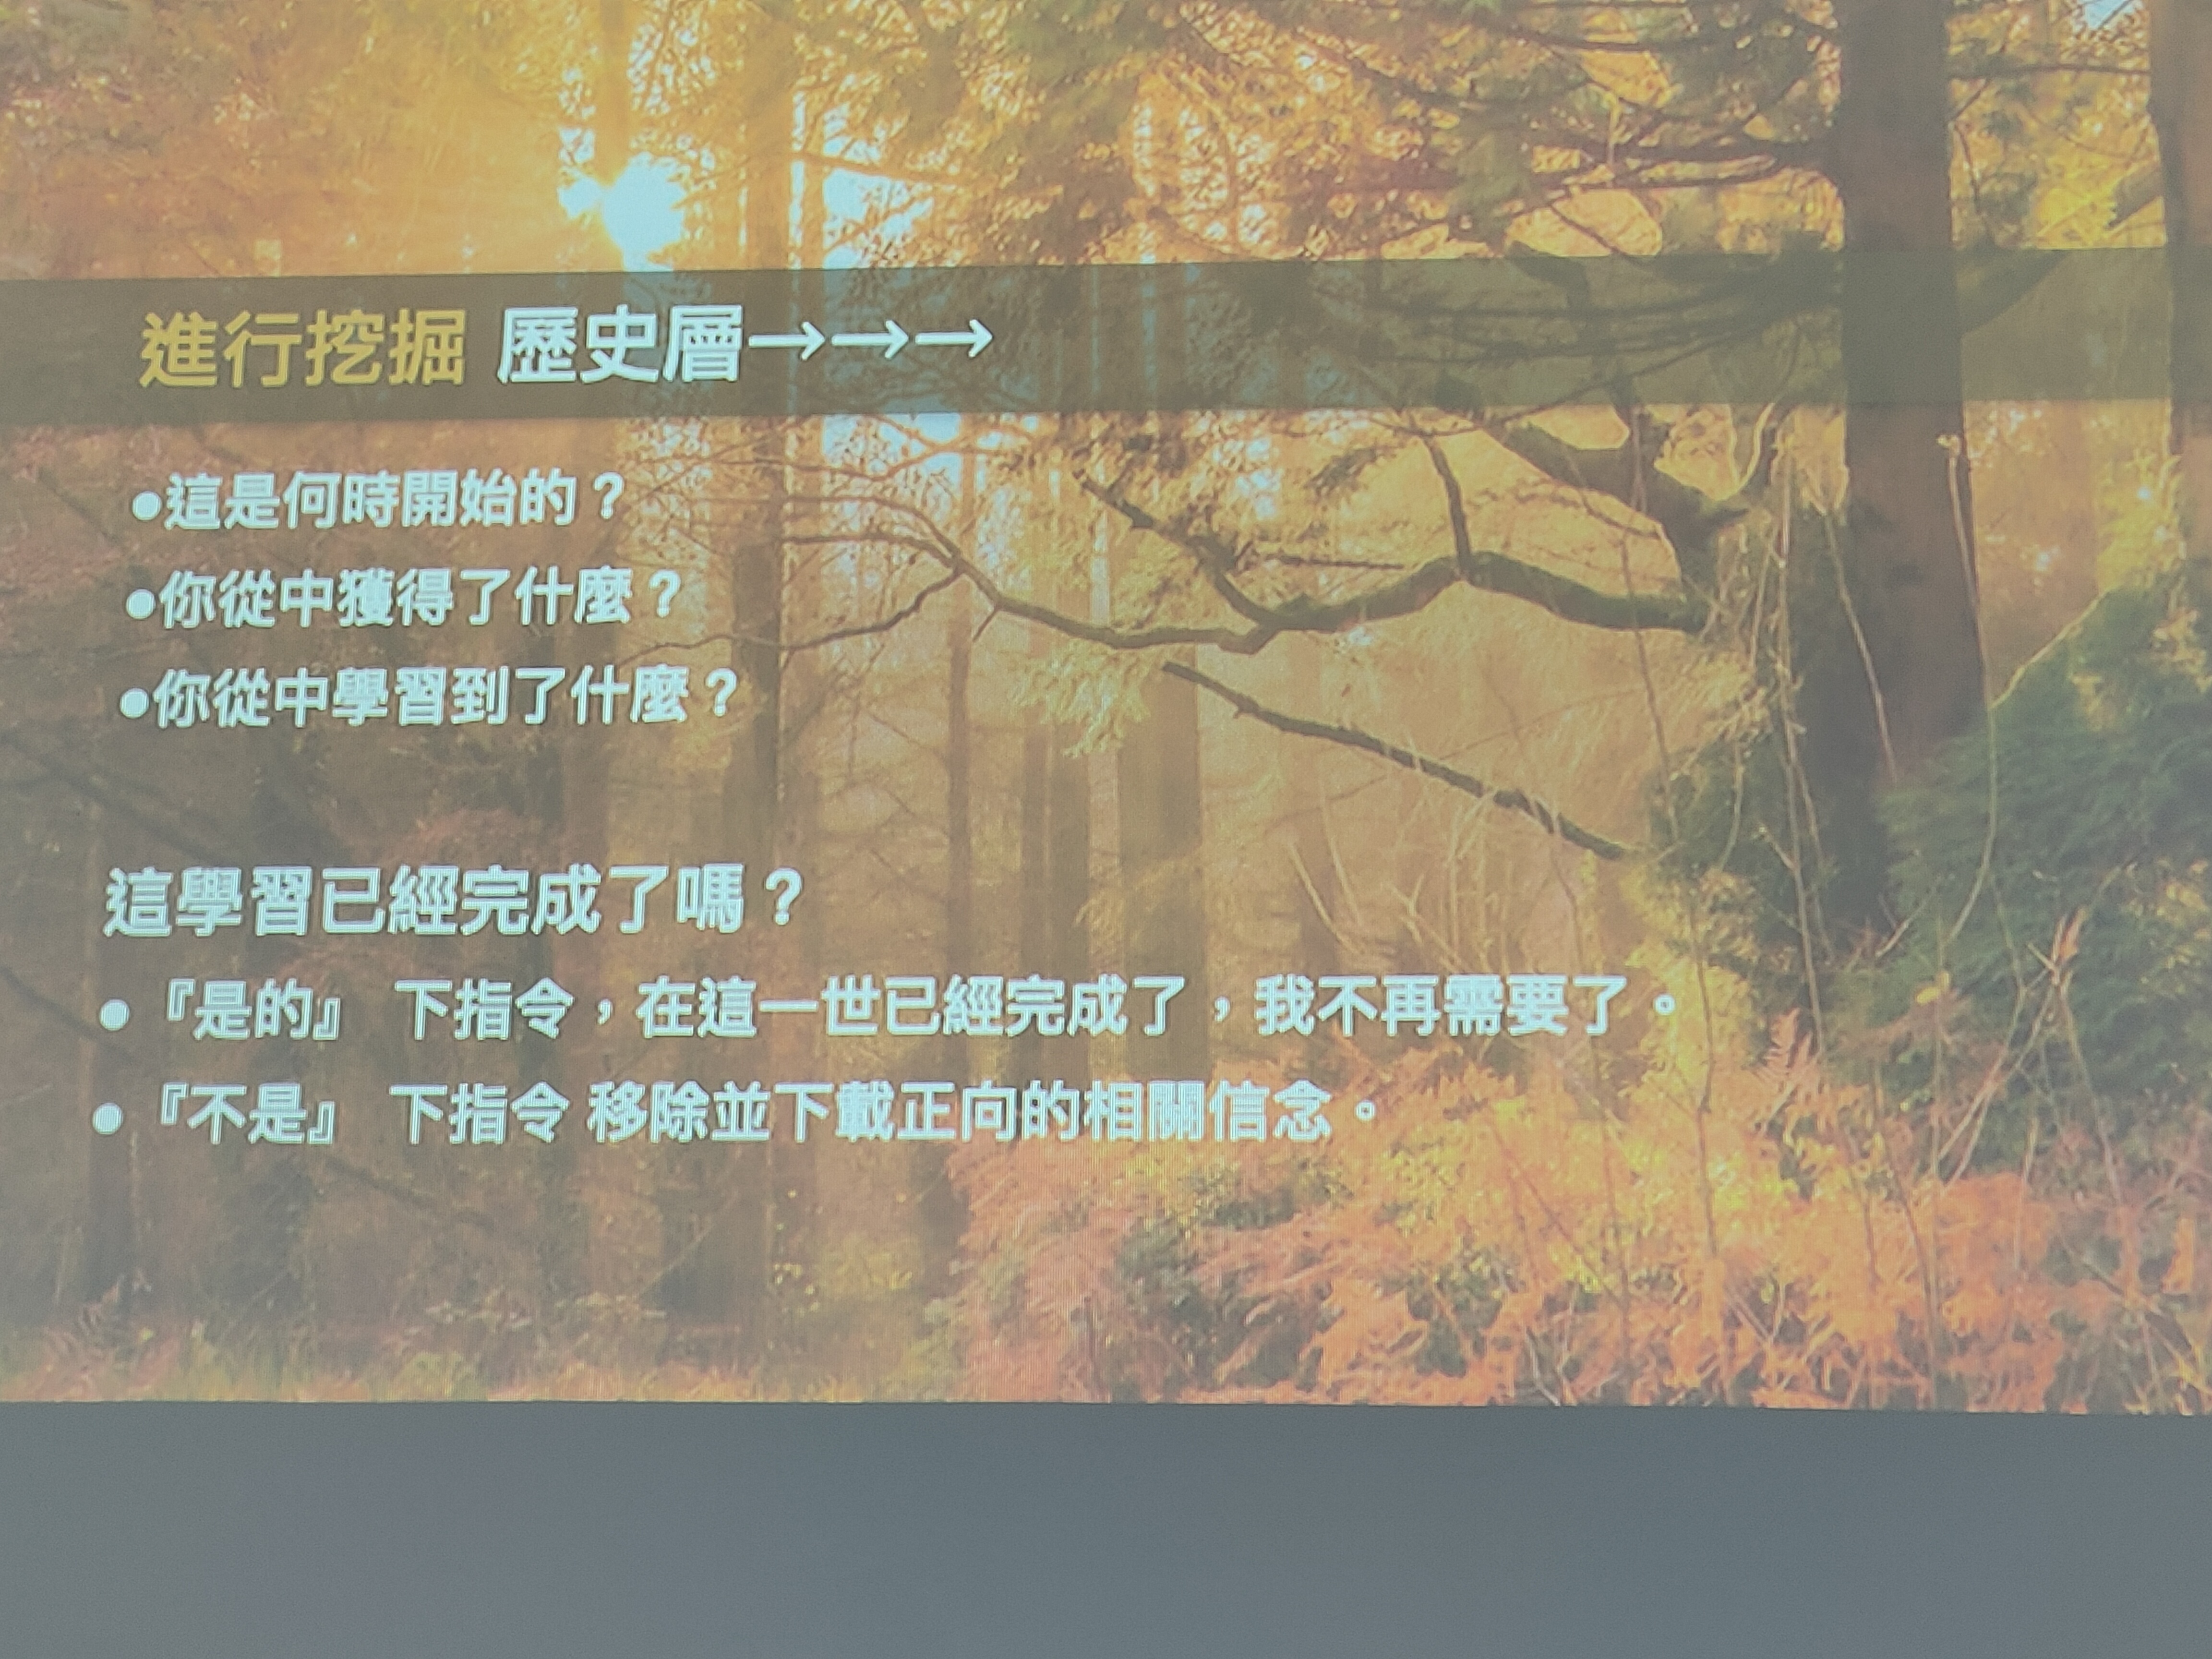 進行挖掘 歷史層→→→
●這是何時開始的？
●你從中獲得了什麼？
●你從中學習到了什麼？
這學習已經完成了嗎？
●『是的』 下指令，在這一世已經完成了，我不再需要了。
●『不是』 下指令 移除並下載正向的相關信念。